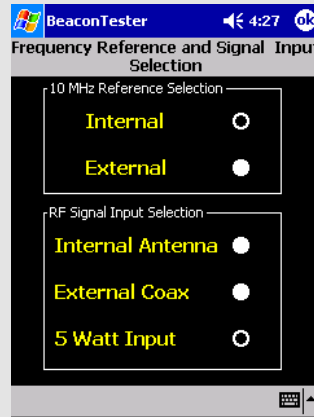 BeaconTester 4:27 ok
Frequency Reference and Signal Input
Selection
10 MHz Reference Selection
Internal
External
RF Signal Input Selection
Internal Antenna
External Coax
5 Watt Input